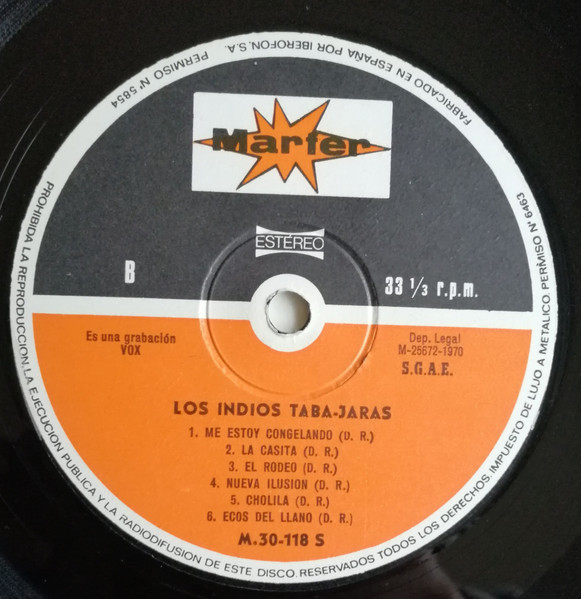 FABRICADO EN ESPAÑA POR IBEROFON, S.A. PERMISO Nº 5854
Marfer
ESTÉREO
B
33 1/3 r.p.m.
Es una grabación
VOX
Dep. Legal
M-25672-1970
S.G.A.E.
LOS INDIOS TABA-JARAS
1. ME ESTOY CONGELANDO (D. R.)
2. LA CASITA (D. R.)
3. EL RODEO (D. R.)
4. NUEVA ILUSION (D. R.)
5. CHOLILA (D. R.)
6. ECOS DEL LLANO (D. R.)
M.30-118 S
PROHIBIDA LA REPRODUCCION, LA EJECUCION PUBLICA Y LA RADIODIFUSION DE ESTE DISCO. RESERVADOS TODOS LOS DERECHOS. IMPUESTO DE LUJO A METALICO PERMISO Nº 6463